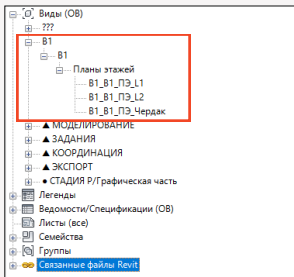 Виды (ОВ)
???
В1
В1
Планы этажей
В1_В1_ПЭ_L1
В1_В1_ПЭ_L2
В1_В1_ПЭ_Чердак
▲ МОДЕЛИРОВАНИЕ
▲ ЗАДАНИЯ
▲ КООРДИНАЦИЯ
▲ ЭКСПОРТ
● СТАДИЯ Р/Графическая часть
Легенды
Ведомости/Спецификации (ОВ)
Листы (все)
Семейства
Группы
Связанные файлы Revit